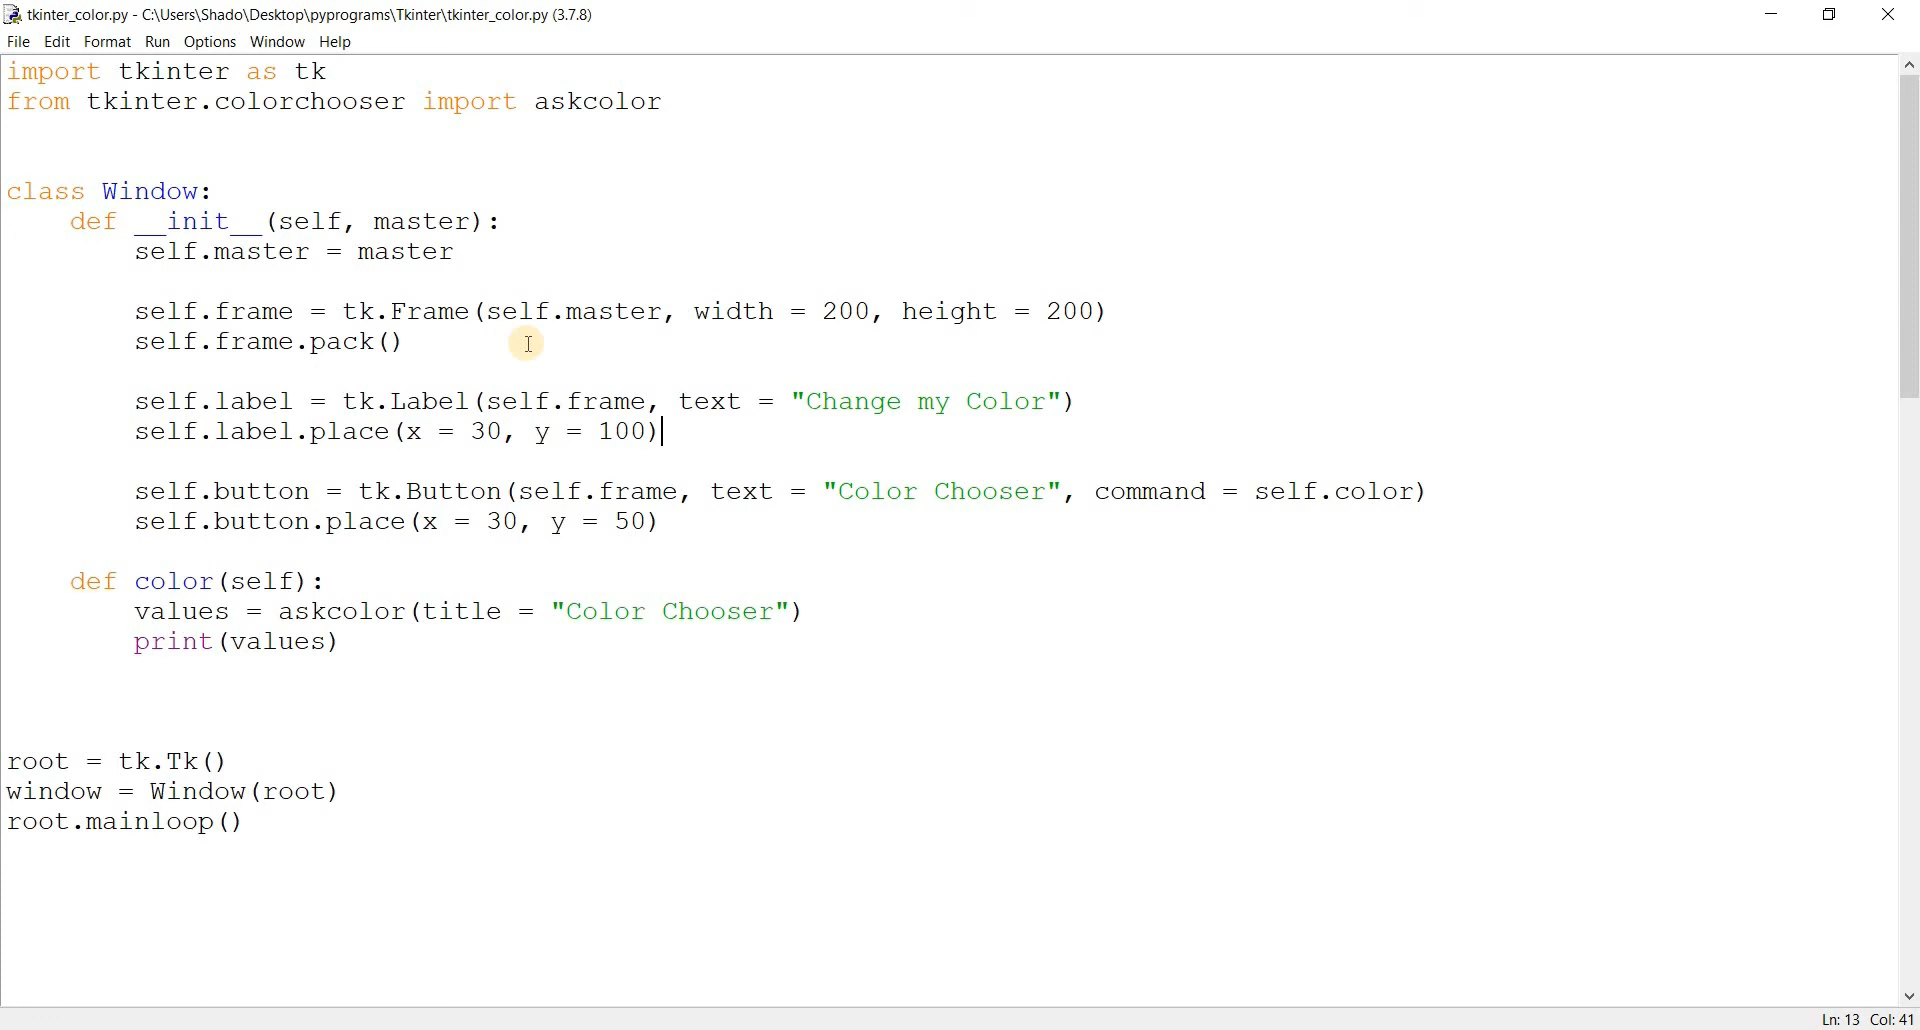 tkinter_color.py - C:\Users\Shado\Desktop\pyprograms\Tkinter\tkinter_color.py (3.7.8)
File Edit Format Run Options Window Help
import tkinter as tk
from tkinter.colorchooser import askcolor
class Window:
    def __init__(self, master):
        self.master = master
        self.frame = tk.Frame(self.master, width = 200, height = 200)
        self.frame.pack()
        self.label = tk.Label(self.frame, text = "Change my Color")
        self.label.place(x = 30, y = 100)
        self.button = tk.Button(self.frame, text = "Color Chooser", command = self.color)
        self.button.place(x = 30, y = 50)
    def color(self):
        values = askcolor(title = "Color Chooser")
        print(values)
root = tk.Tk()
window = Window(root)
root.mainloop()
Ln: 13 Col: 41